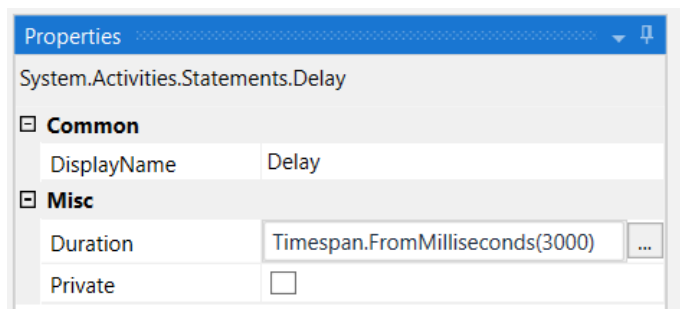 Properties
System.Activities.Statements.Delay
Common
DisplayName Delay
Misc
Duration Timespan.FromMilliseconds(3000) ...
Private